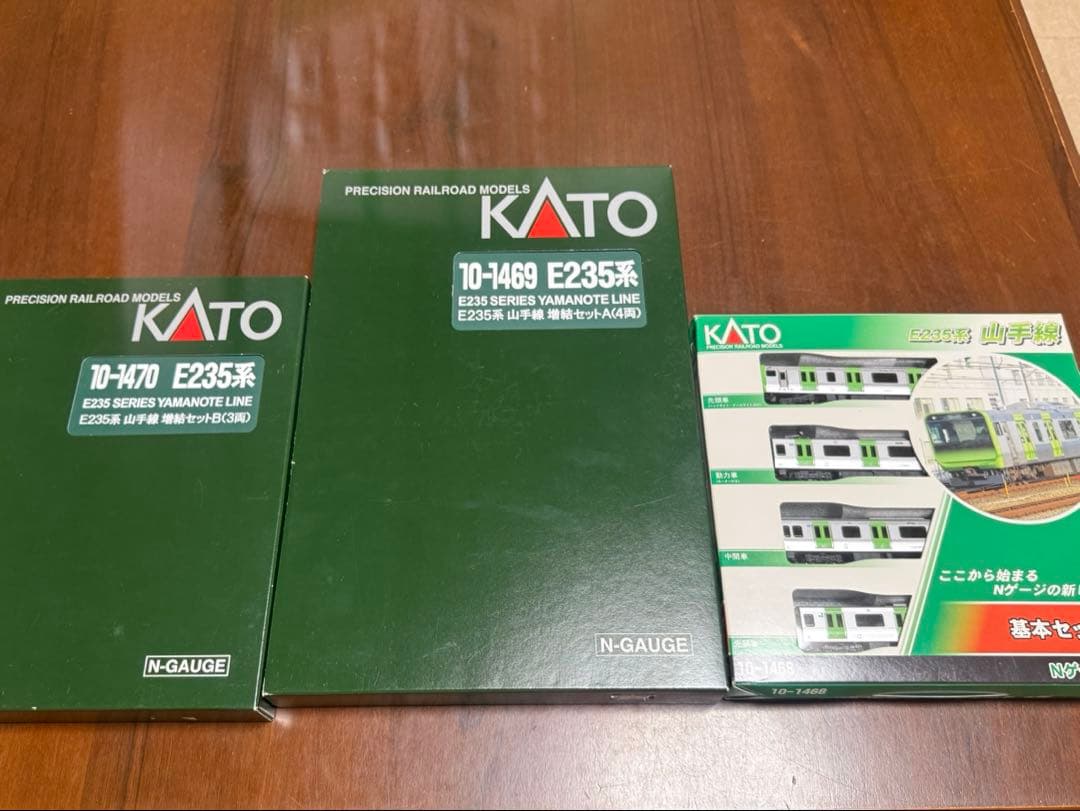 PRECISION RAILROAD MODELS
KATO
10-1470 E235系
E235 SERIES YAMANOTE LINE
E235系 山手線 増結セットB(3両)
N-GAUGE
PRECISION RAILROAD MODELS
KATO
10-1469 E235系
E235 SERIES YAMANOTE LINE
E235系 山手線 増結セットA(4両)
N-GAUGE
KATO
PRECISION RAILROAD MODELS
E235系 山手線
先頭車
動力車
中間車
ここから始まる
Nゲージの新し
基本セッ
Nゲ
10-1468
10-1468